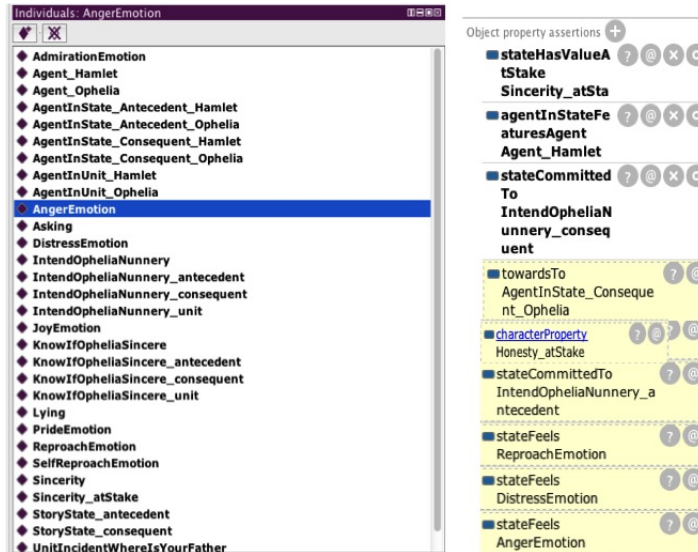 Individuals: AngerEmotion
AdmirationEmotion
Agent_Hamlet
Agent_Ophelia
AgentInState_Antecedent_Hamlet
AgentInState_Antecedent_Ophelia
AgentInState_Consequent_Hamlet
AgentInState_Consequent_Ophelia
AgentInUnit_Hamlet
AgentInUnit_Ophelia
AngerEmotion
Asking
DistressEmotion
IntendOpheliaNunnery
IntendOpheliaNunnery_antecedent
IntendOpheliaNunnery_consequent
IntendOpheliaNunnery_unit
JoyEmotion
KnowIfOpheliaSincere
KnowIfOpheliaSincere_antecedent
KnowIfOpheliaSincere_consequent
KnowIfOpheliaSincere_unit
Lying
PrideEmotion
ReproachEmotion
SelfReproachEmotion
Sincerity
Sincerity_atStake
StoryState_antecedent
StoryState_consequent
UnitIncidentWhereIsYourFather
Object property assertions
stateHasValueA
tStake
Sincerity_atSta
agentInStateFe
aturesAgent
Agent_Hamlet
stateCommitted
To
IntendOpheliaN
unnery_conseq
uent
towardsTo
AgentInState_Conseque
nt_Ophelia
characterProperty
Honesty_atStake
stateCommittedTo
IntendOpheliaNunnery_a
ntecedent
stateFeels
ReproachEmotion
stateFeels
DistressEmotion
stateFeels
AngerEmotion